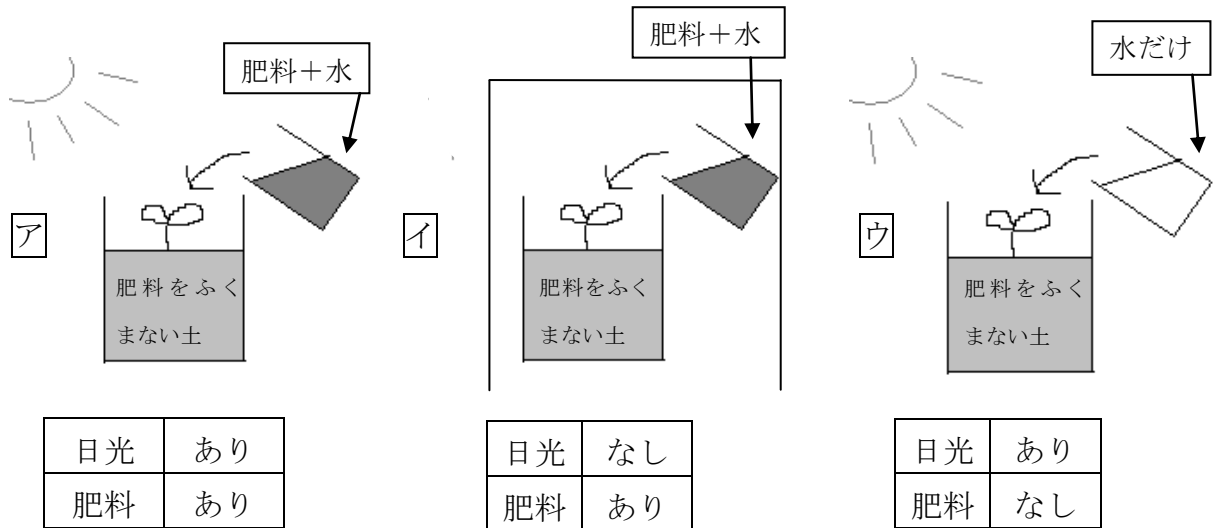 肥料＋水
ア
肥料をふく
まない土
日光 あり
肥料 あり
肥料＋水
イ
肥料をふく
まない土
日光 なし
肥料 あり
水だけ
ウ
肥料をふく
まない土
日光 あり
肥料 なし